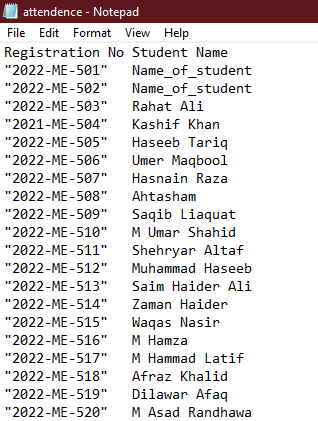 attendence - Notepad
File Edit Format View Help
Registration No Student Name
"2022-ME-501" Name_of_student
"2022-ME-502" Name_of_student
"2022-ME-503" Rahat Ali
"2021-ME-504" Kashif Khan
"2022-ME-505" Haseeb Tariq
"2022-ME-506" Umer Maqbool
"2022-ME-507" Hasnain Raza
"2022-ME-508" Ahtasham
"2022-ME-509" Saqib Liaquat
"2022-ME-510" M Umar Shahid
"2022-ME-511" Shehryar Altaf
"2022-ME-512" Muhammad Haseeb
"2022-ME-513" Saim Haider Ali
"2022-ME-514" Zaman Haider
"2022-ME-515" Waqas Nasir
"2022-ME-516" M Hamza
"2022-ME-517" M Hammad Latif
"2022-ME-518" Afraz Khalid
"2022-ME-519" Dilawar Afaq
"2022-ME-520" M Asad Randhawa